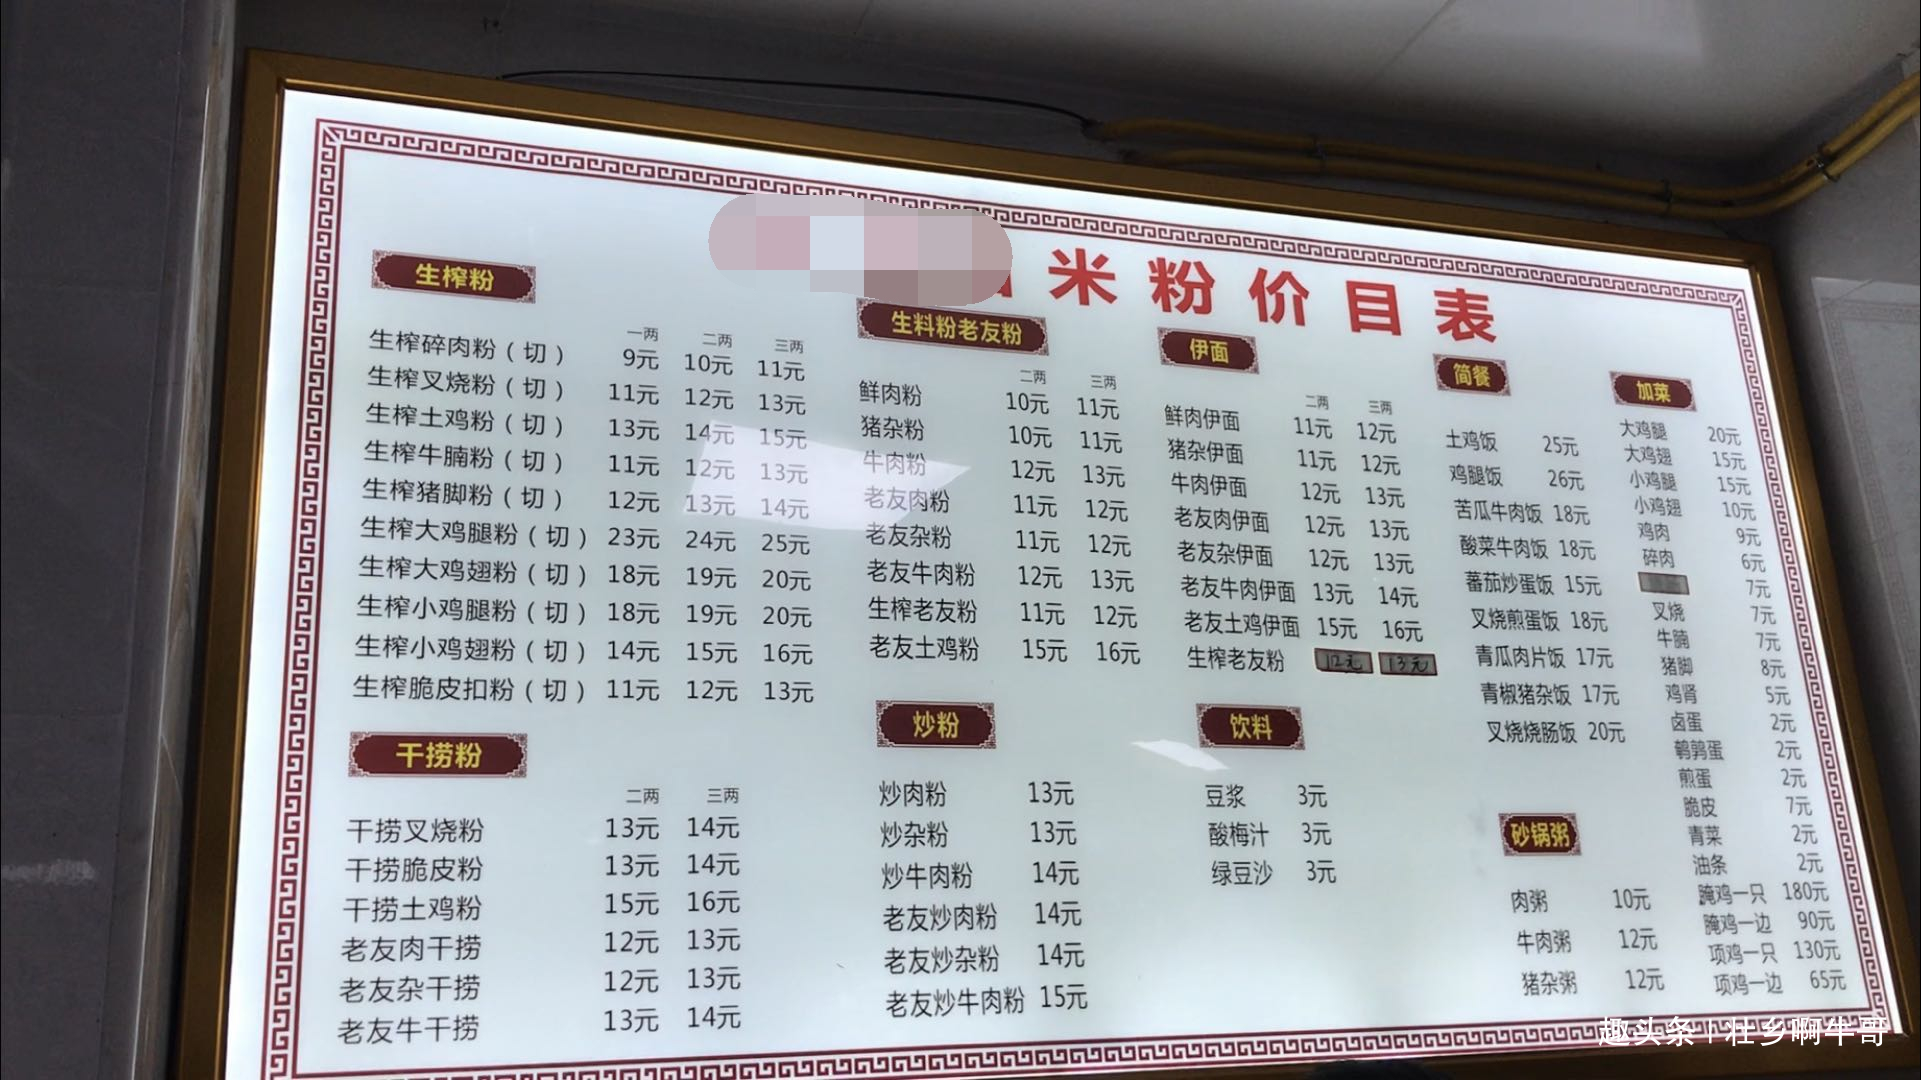 米粉价目表
生榨粉
一两 二两 三两
生榨碎肉粉（切） 9元 10元 11元
生榨叉烧粉（切） 11元 12元 13元
生榨土鸡粉（切） 13元 14元 15元
生榨牛腩粉（切） 11元 12元 13元
生榨猪脚粉（切） 12元 13元 14元
生榨大鸡腿粉（切） 23元 24元 25元
生榨大鸡翅粉（切） 18元 19元 20元
生榨小鸡腿粉（切） 18元 19元 20元
生榨小鸡翅粉（切） 14元 15元 16元
生榨脆皮扣粉（切） 11元 12元 13元
干捞粉
二两 三两
干捞叉烧粉 13元 14元
干捞脆皮粉 13元 14元
干捞土鸡粉 15元 16元
老友肉干捞 12元 13元
老友杂干捞 12元 13元
老友牛干捞 13元 14元
生料粉老友粉
二两 三两
鲜肉粉 10元 11元
猪杂粉 10元 11元
牛肉粉 12元 13元
老友肉粉 11元 12元
老友杂粉 11元 12元
老友牛肉粉 12元 13元
生榨老友粉 11元 12元
老友土鸡粉 15元 16元
炒粉
炒肉粉 13元
炒杂粉 13元
炒牛肉粉 14元
老友炒肉粉 14元
老友炒杂粉 14元
老友炒牛肉粉 15元
伊面
二两 三两
鲜肉伊面 11元 12元
猪杂伊面 11元 12元
牛肉伊面 12元 13元
老友肉伊面 12元 13元
老友杂伊面 12元 13元
老友牛肉伊面 13元 14元
老友土鸡伊面 15元 16元
生榨老友粉 12元 13元
饮料
豆浆 3元
酸梅汁 3元
绿豆沙 3元
简餐
土鸡饭 25元
鸡腿饭 26元
苦瓜牛肉饭 18元
酸菜牛肉饭 18元
蕃茄炒蛋饭 15元
叉烧煎蛋饭 18元
青瓜肉片饭 17元
青椒猪杂饭 17元
叉烧烧肠饭 20元
砂锅粥
肉粥 10元
牛肉粥 12元
猪杂粥 12元
加菜
大鸡腿 20元
大鸡翅 15元
小鸡腿 15元
小鸡翅 10元
鸡肉 9元
碎肉 6元
7元
叉烧 7元
牛腩 7元
猪脚 8元
鸡肾 5元
卤蛋 2元
鹌鹑蛋 2元
煎蛋 2元
脆皮 7元
青菜 2元
油条 2元
腌鸡一只 180元
腌鸡一边 90元
项鸡一只 130元
项鸡一边 65元
趣头条 | 壮乡啊牛哥